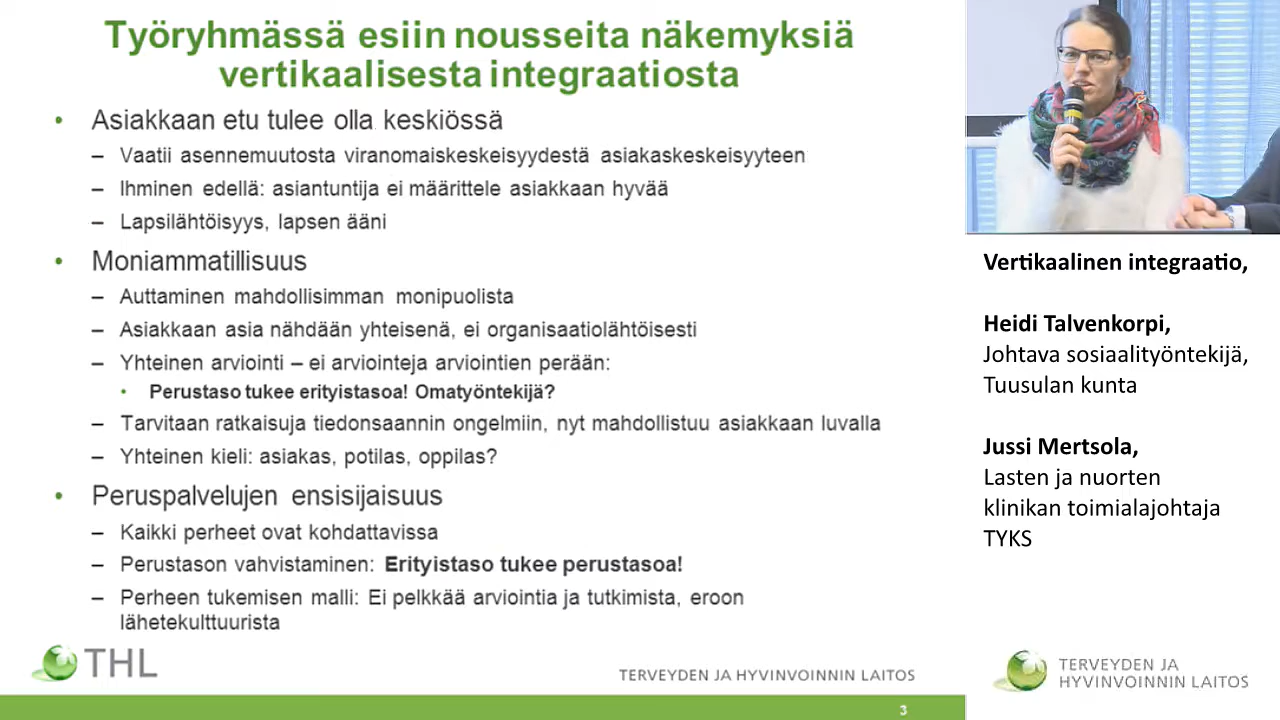 Työryhmässä esiin nousseita näkemyksiä
vertikaalisesta integraatiosta
• Asiakkaan etu tulee olla keskiössä
– Vaatii asennemuutosta viranomaiskeskeisyydestä asiakaskeskeisyyteen
– Ihminen edellä: asiantuntija ei määrittele asiakkaan hyvää
– Lapsilähtöisyys, lapsen ääni
• Moniammatillisuus
– Auttaminen mahdollisimman monipuolista
– Asiakkaan asia nähdään yhteisenä, ei organisaatiolähtöisesti
– Yhteinen arviointi – ei arviointeja arviointien perään:
• Perustaso tukee erityistasoa! Omatyöntekijä?
– Tarvitaan ratkaisuja tiedonsaannin ongelmiin, nyt mahdollistuu asiakkaan luvalla
– Yhteinen kieli: asiakas, potilas, oppilas?
• Peruspalvelujen ensisijaisuus
– Kaikki perheet ovat kohdattavissa
– Perustason vahvistaminen: Erityistaso tukee perustasoa!
– Perheen tukemisen malli: Ei pelkkää arviointia ja tutkimista, eroon
lähetekulttuurista
THL
TERVEYDEN JA HYVINVOINNIN LAITOS
3
Vertikaalinen integraatio,
Heidi Talvenkorpi,
Johtava sosiaalityöntekijä,
Tuusulan kunta
Jussi Mertsola,
Lasten ja nuorten
klinikan toimialajohtaja
TYKS
TERVEYDEN JA
HYVINVOINNIN LAITOS